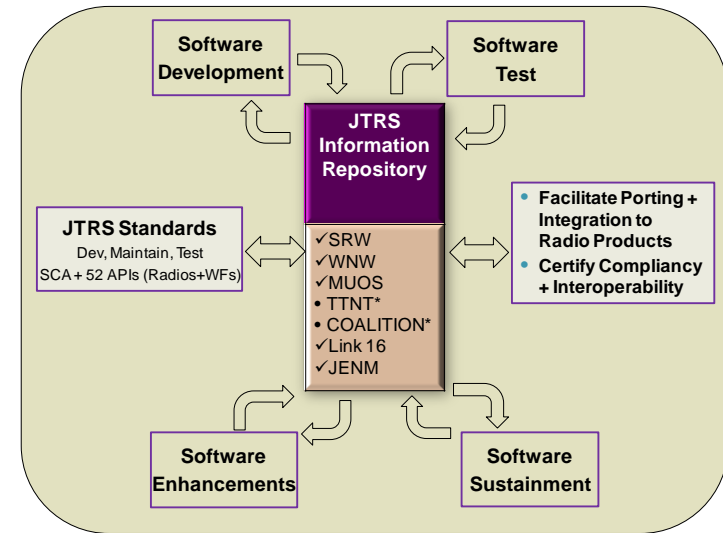 Software
Development
Software
Test
JTRS
Information
Repository
JTRS Standards
Dev, Maintain, Test
SCA + 52 APIs (Radios+WFs)
✓SRW
✓WNW
✓MUOS
• TTNT*
• COALITION*
✓Link 16
✓JENM
• Facilitate Porting +
Integration to
Radio Products
• Certify Compliancy
+ Interoperability
Software
Enhancements
Software
Sustainment